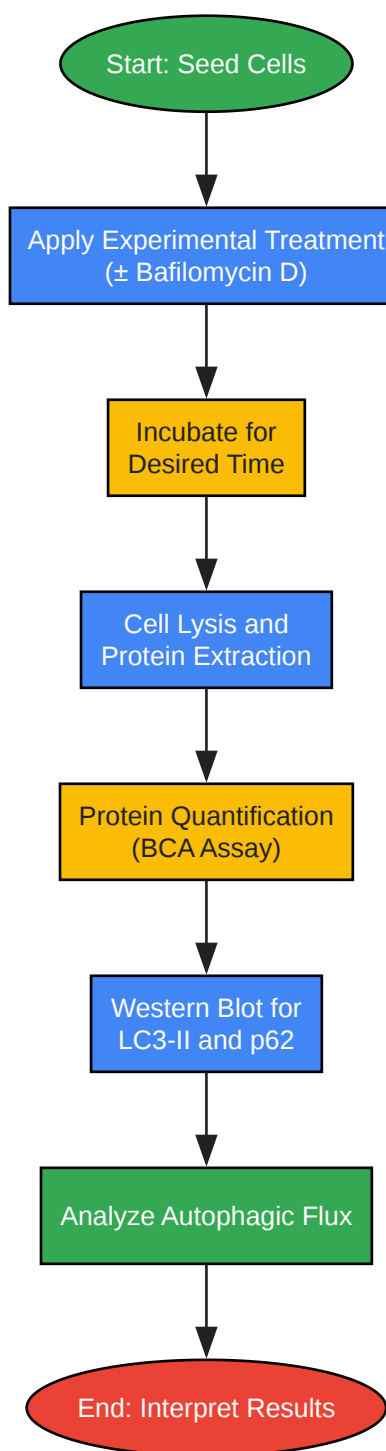 Start: Seed Cells
Apply Experimental Treatment
(± Bafilomycin D)
Incubate for
Desired Time
Cell Lysis and
Protein Extraction
Protein Quantification
(BCA Assay)
Western Blot for
LC3-II and p62
Analyze Autophagic Flux
End: Interpret Results